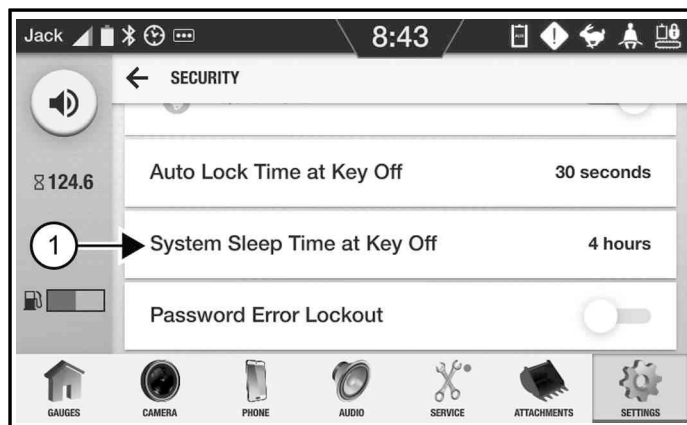 Jack 8:43
SECURITY
124.6
Auto Lock Time at Key Off 30 seconds
1 System Sleep Time at Key Off 4 hours
Password Error Lockout
GAUGES CAMERA PHONE AUDIO SERVICE ATTACHMENTS SETTINGS